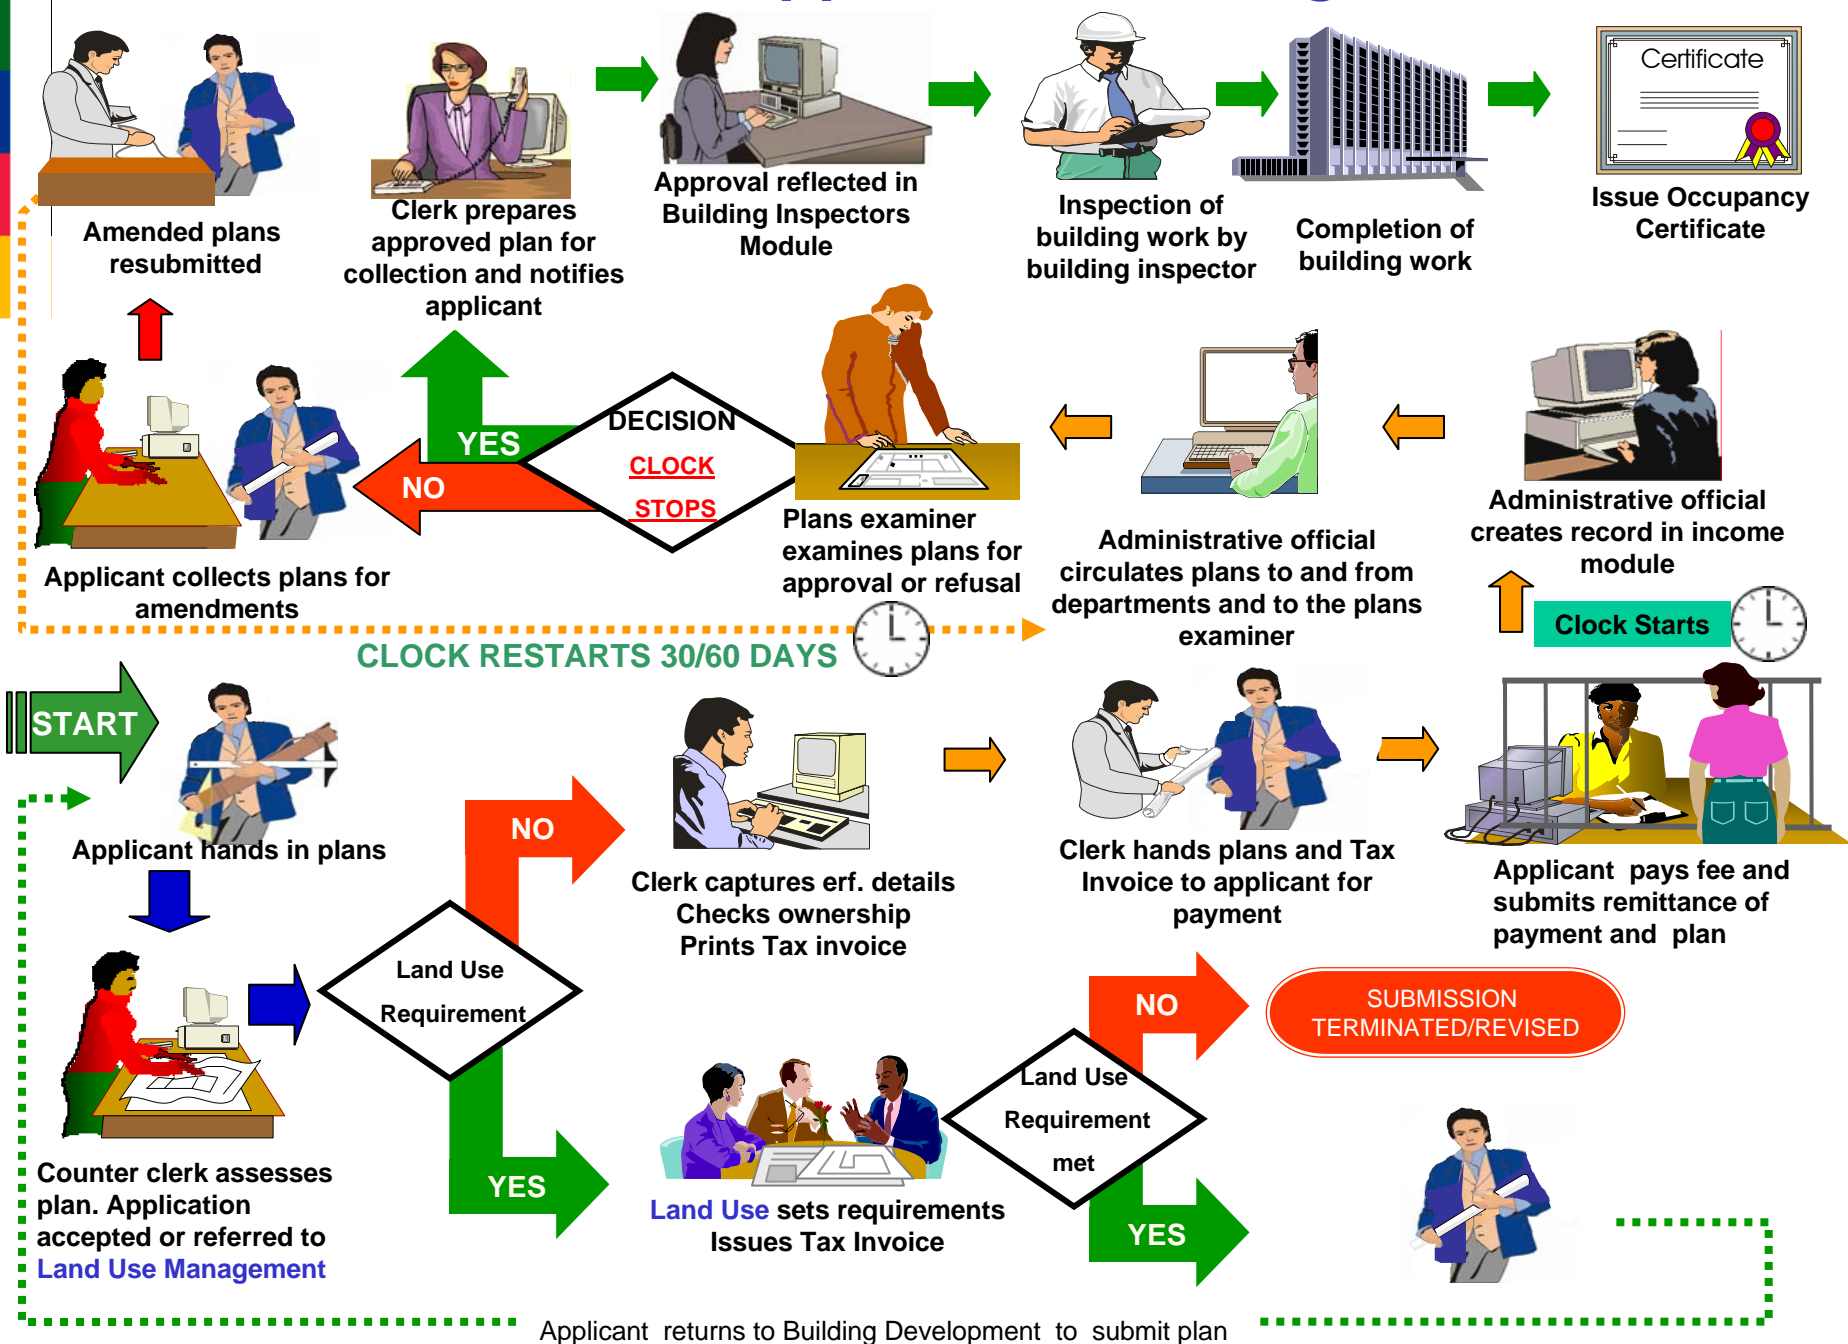 Certificate
Amended plans
resubmitted
Clerk prepares
approved plan for
collection and notifies
applicant
Approval reflected in
Building Inspectors
Module
Inspection of
building work by
building inspector
Completion of
building work
Issue Occupancy
Certificate
YES
NO
DECISION
CLOCK
STOPS
Applicant collects plans for
amendments
Plans examiner
examines plans for
approval or refusal
Administrative official
circulates plans to and from
departments and to the plans
examiner
Administrative official
creates record in income
module
Clock Starts
CLOCK RESTARTS 30/60 DAYS
START
Applicant hands in plans
NO
Clerk captures erf. details
Checks ownership
Prints Tax invoice
Clerk hands plans and Tax
Invoice to applicant for
payment
Applicant pays fee and
submits remittance of
payment and plan
Land Use
Requirement
NO
SUBMISSION
TERMINATED/REVISED
Land Use
Requirement
met
Counter clerk assesses
plan. Application
accepted or referred to
Land Use Management
YES
Land Use sets requirements
Issues Tax Invoice
YES
Applicant returns to Building Development to submit plan